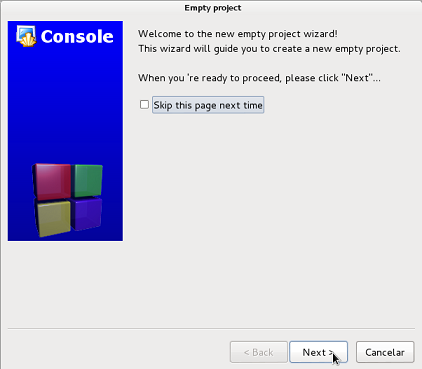 Empty project
Console
Welcome to the new empty project wizard!
This wizard will guide you to create a new empty project.
When you 're ready to proceed, please click "Next"...
Skip this page next time
< Back
Next >
Cancelar